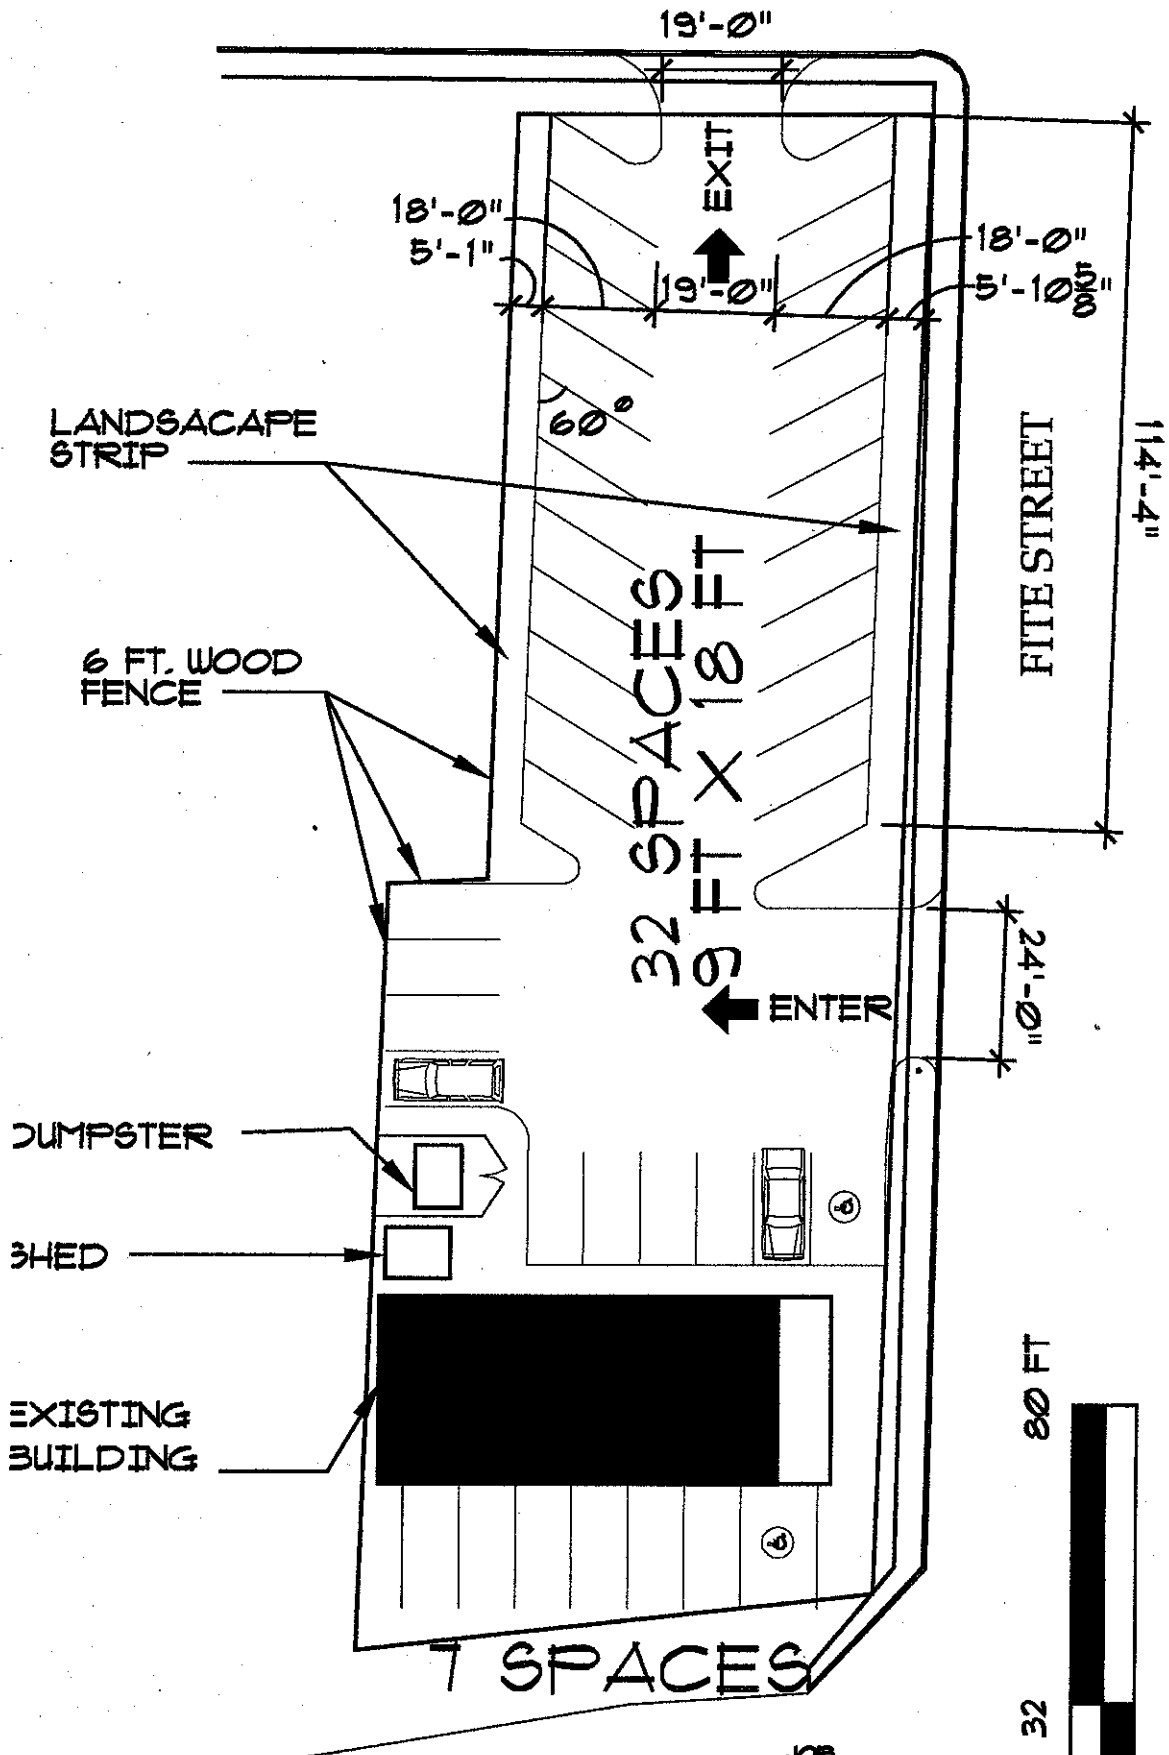 19'-0"
EXIT
18'-0"
5'-1"
19'-0"
18'-0"
5'-10 
60°
LANDSACAPE
STRIP
114'-4"
FITE STREET
32 SPACES
9 FT X 18 FT
6 FT. WOOD
FENCE
24'-0"
ENTER
DUMPSTER
SHED
EXISTING
BUILDING
80 FT
7 SPACES
32